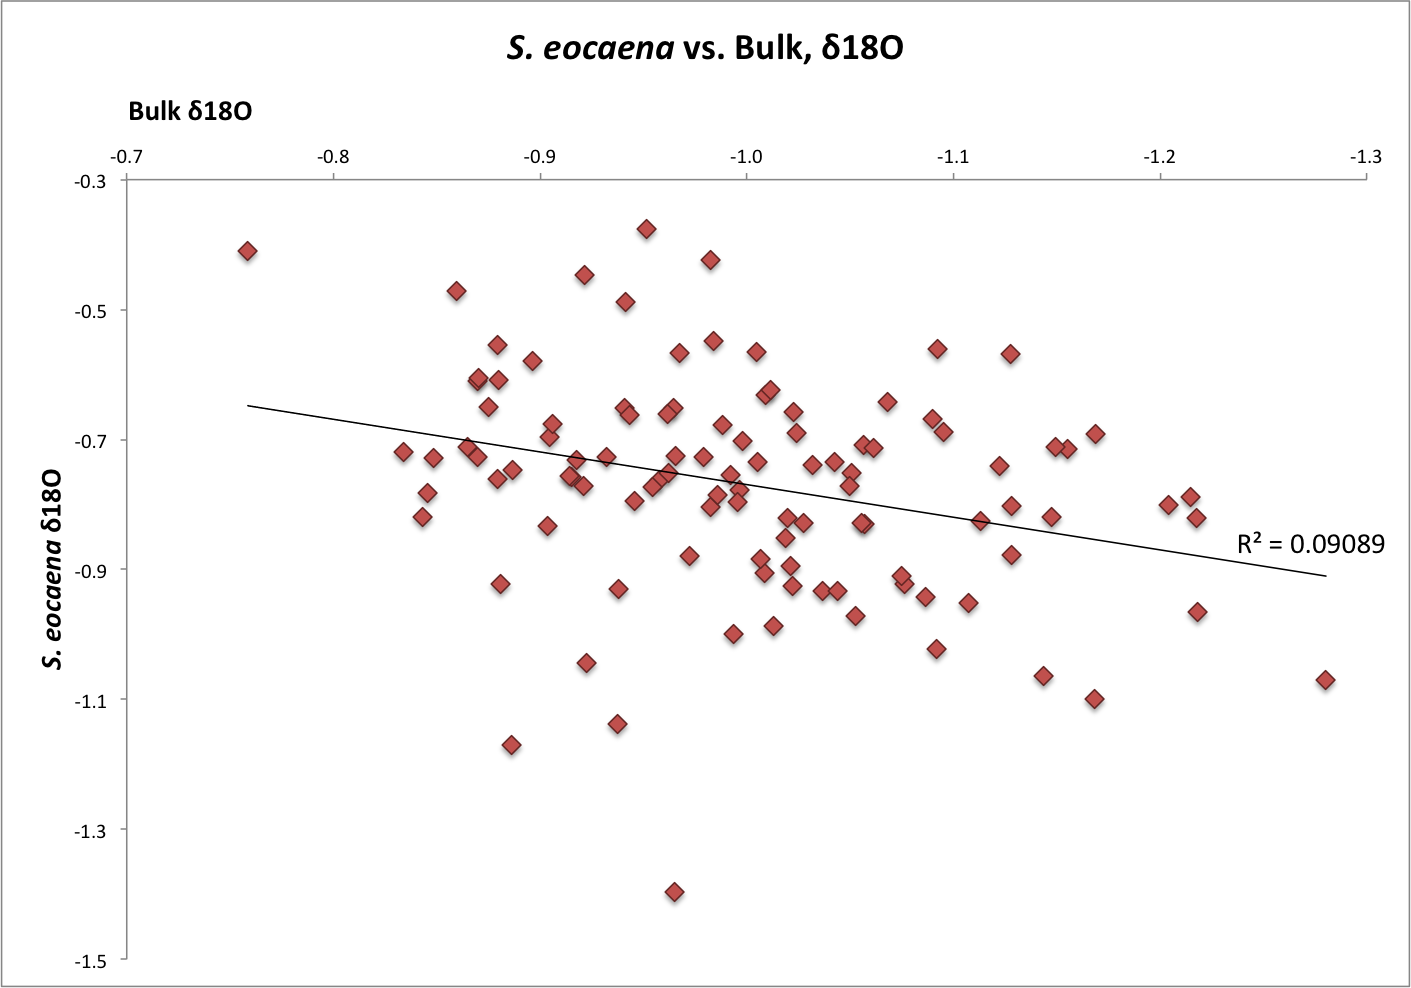 S. eocaena vs. Bulk, δ18O
Bulk δ18O
-0.7 -0.8 -0.9 -1.0 -1.1 -1.2 -1.3
-0.3
-0.5
-0.7
-0.9
-1.1
-1.3
-1.5
S. eocaena δ18O
R² = 0.09089